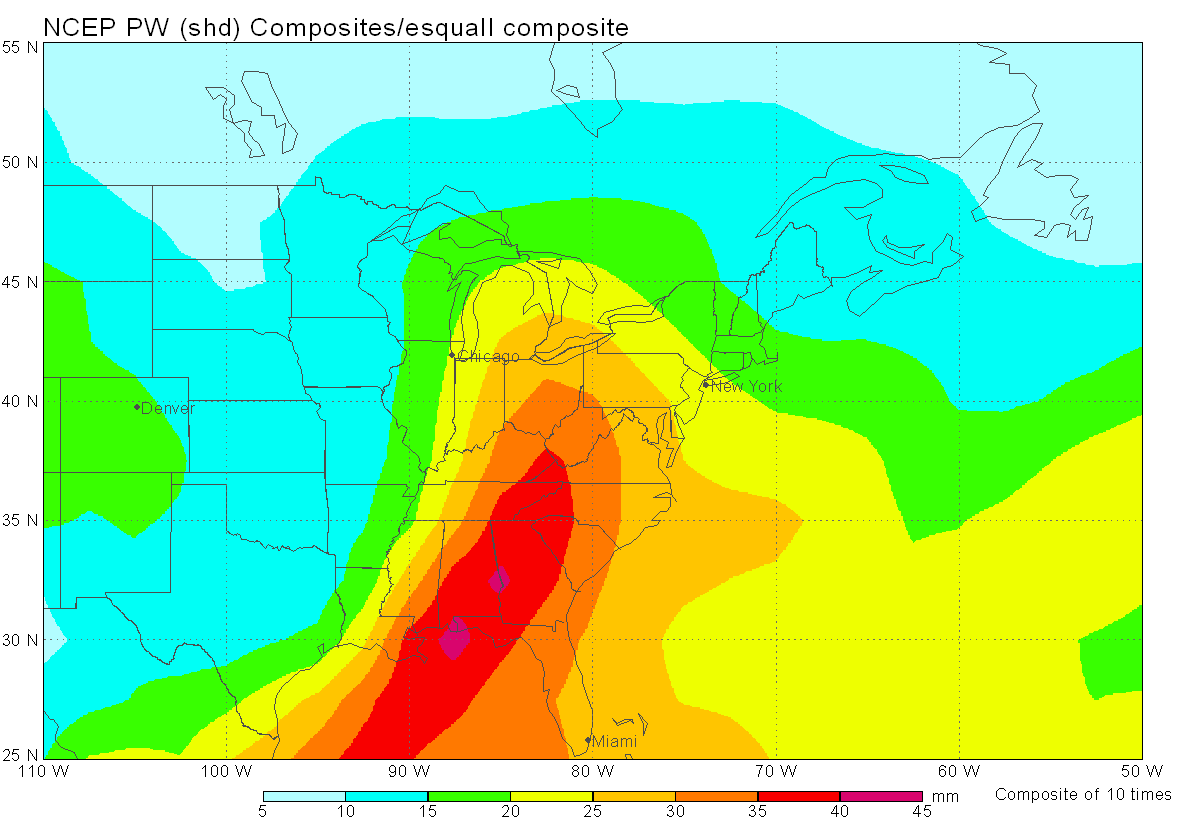 NCEP PW (shd) Composites/esquall composite
55 N
50 N
45 N
Chicago
New York
40 N
Denver
35 N
30 N
Miami
25 N
110 W 100 W 90 W 80 W 70 W 60 W 50 W
mm Composite of 10 times
5 10 15 20 25 30 35 40 45